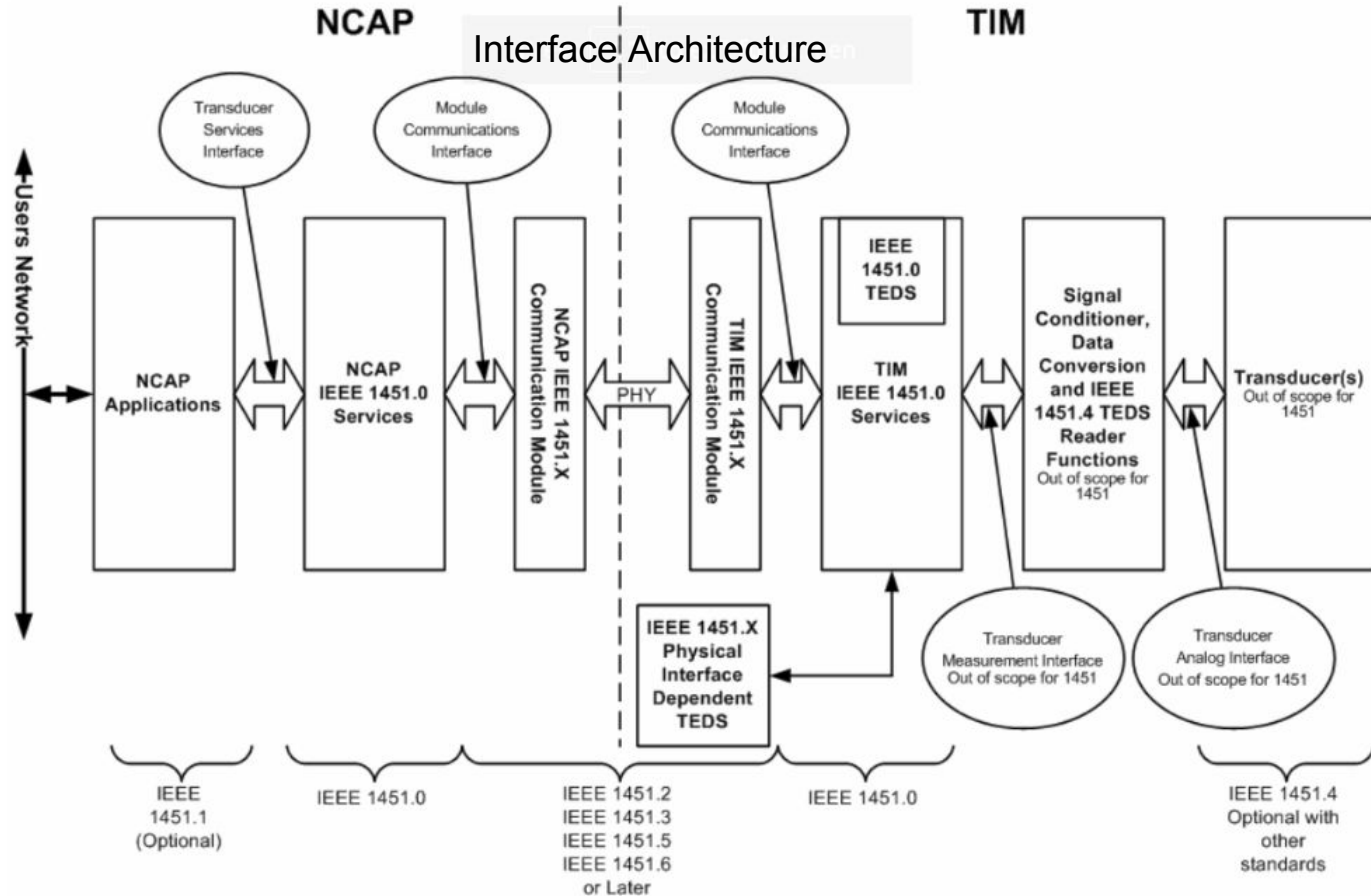 NCAP
TIM
Interface Architecture
Transducer
Services
Interface
Module
Communications
Interface
Module
Communications
Interface
Users Network
NCAP
Applications
NCAP
IEEE 1451.0
Services
NCAP IEEE 1451.X
Communication Module
PHY
TIM IEEE 1451.X
Communication Module
IEEE
1451.0
TEDS
TIM
IEEE 1451.0
Services
Signal
Conditioner,
Data
Conversion
and IEEE
1451.4 TEDS
Reader
Functions
Out of scope for
1451
Transducer(s)
Out of scope for
1451
IEEE 1451.X
Physical
Interface
Dependent
TEDS
Transducer
Measurement Interface
Out of scope for 1451
Transducer
Analog Interface
Out of scope for 1451
IEEE
1451.1
(Optional)
IEEE 1451.0
IEEE 1451.2
IEEE 1451.3
IEEE 1451.5
IEEE 1451.6
or Later
IEEE 1451.0
IEEE 1451.4
Optional with
other
standards